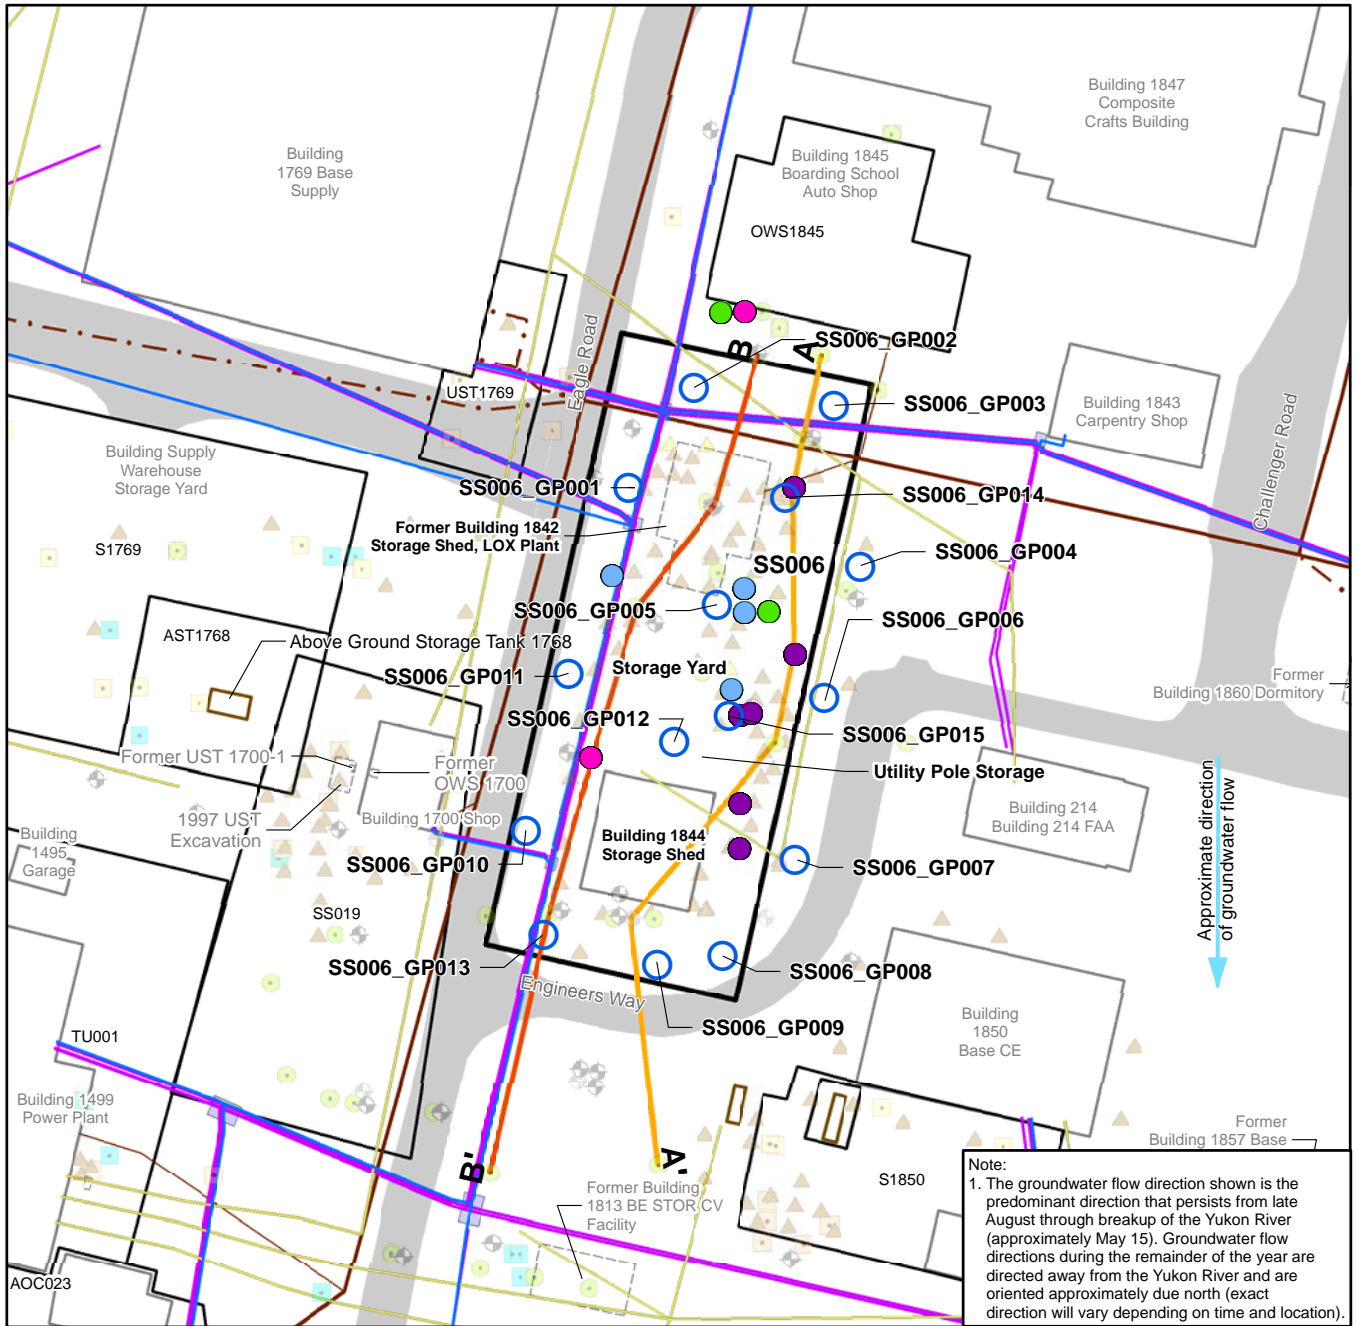 Building 1847
Composite
Crafts Building
Building
1769 Base
Supply
Building 1845
Boarding School
Auto Shop
OWS1845
Eagle Road
B
A
SS006_GP002
UST1769
SS006_GP003
Building 1843
Carpentry Shop
Challenger Road
Building Supply
Warehouse
Storage Yard
SS006_GP001
SS006_GP014
Former Building 1842
Storage Shed, LOX Plant
S1769
SS006
SS006_GP004
SS006_GP005
SS006_GP006
AST1768
Above Ground Storage Tank 1768
SS006_GP011
Storage Yard
Former
Building 1860 Dormitory
SS006_GP012
SS006_GP015
Former UST 1700-1
Former
OWS 1700
Utility Pole Storage
1997 UST
Excavation
Building 1700 Shop
Building 214
Building 214 FAA
Approximate direction
of groundwater flow
Building
1495
Garage
Building 1844
Storage Shed
SS006_GP010
SS006_GP007
SS019
SS006_GP013
SS006_GP008
Engineers Way
SS006_GP009
Building
1850
Base CE
TU001
Building 1499
Power Plant
Former
Building 1857 Base
B'
A'
Former Building
1813 BE STOR CV
Facility
S1850
AOC023
Note:
1. The groundwater flow direction shown is the
predominant direction that persists from late
August through breakup of the Yukon River
(approximately May 15). Groundwater flow
directions during the remainder of the year are
directed away from the Yukon River and are
oriented approximately due north (exact
direction will vary depending on time and location).